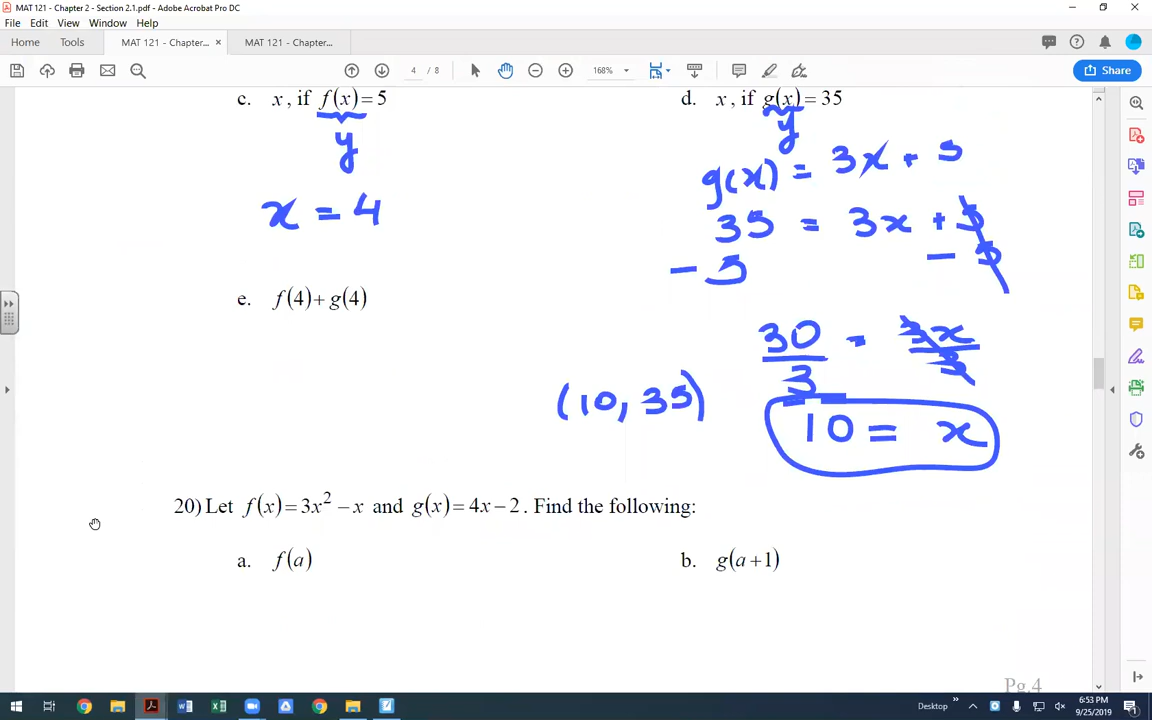 MAT 121 - Chapter 2 - Section 2.1.pdf - Adobe Acrobat Pro DC
File Edit View Window Help
Home Tools MAT 121 - Chapter... × MAT 121 - Chapter...
4 / 8 168% Share
c. x, if f(x) = 5
d. x, if g(x) = 35
y
y
g(x) = 3x + 5
x = 4
35 = 3x + 5
- 5 - 5
e. f(4) + g(4)
30/3 = 3x/3
(10, 35)
10 = x
20) Let f(x) = 3x² − x and g(x) = 4x − 2. Find the following:
a. f(a)
b. g(a+1)
Pg.4
Desktop » 6:53 PM
9/25/2019